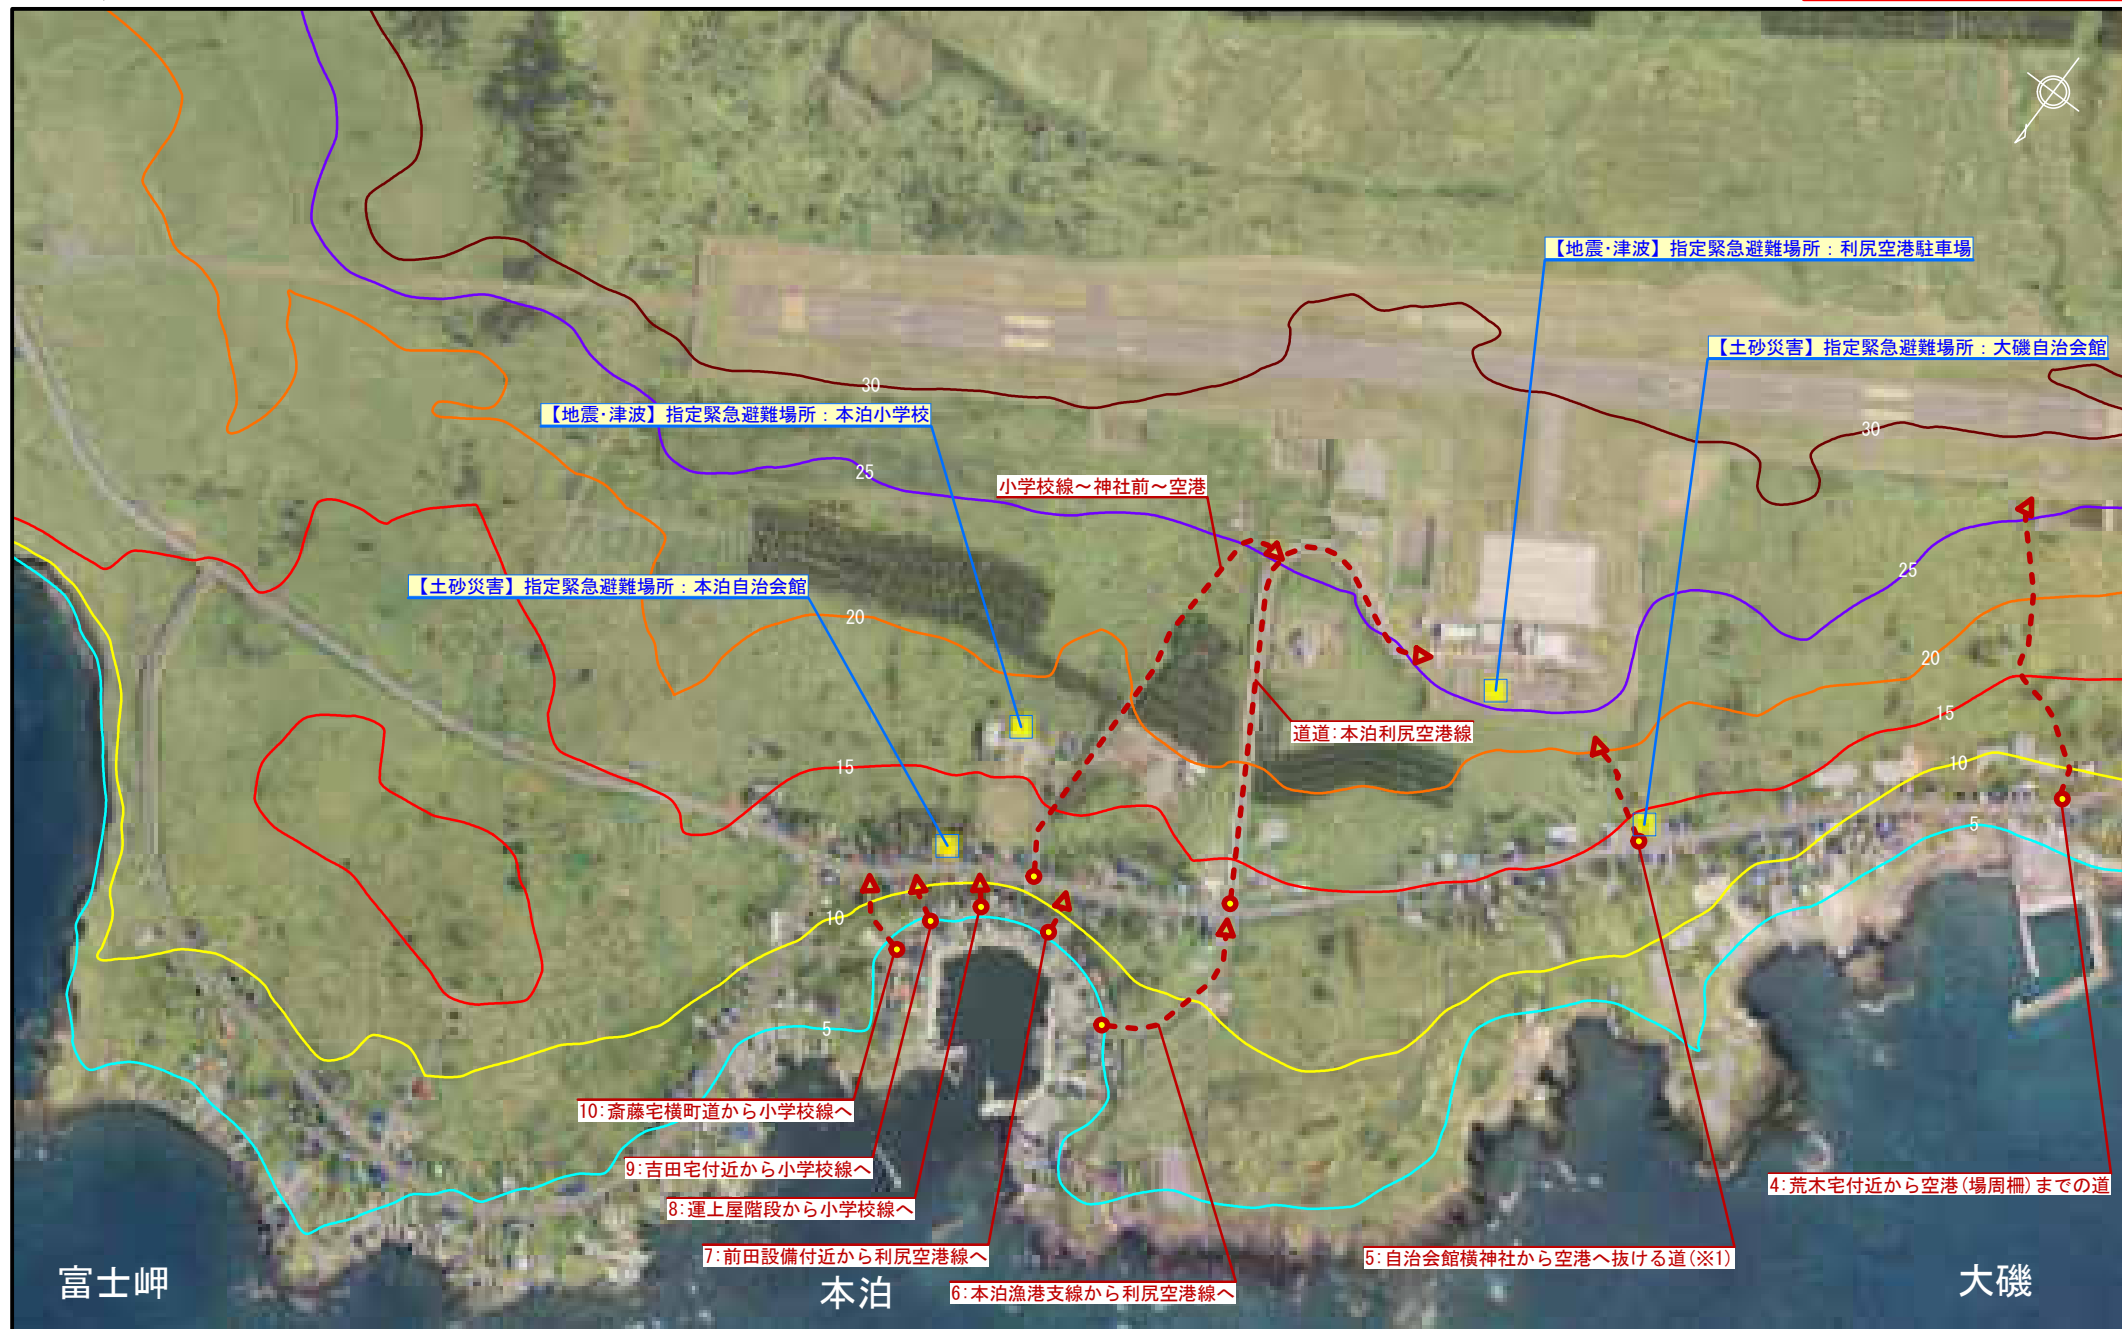 【地震･津波】指定緊急避難場所：利尻空港駐車場
【土砂災害】指定緊急避難場所：大磯自治会館
30
【地震･津波】指定緊急避難場所：本泊小学校
30
25
小学校線～神社前～空港
25
【土砂災害】指定緊急避難場所：本泊自治会館
20
20
15
道道:本泊利尻空港線
15
10
5
10
5
10:斎藤宅横町道から小学校線へ
9:吉田宅付近から小学校線へ
4:荒木宅付近から空港(場周柵)までの道
8:運上屋階段から小学校線へ
7:前田設備付近から利尻空港線へ
5:自治会館横神社から空港へ抜ける道(※1)
6:本泊漁港支線から利尻空港線へ
富士岬
本泊
大磯